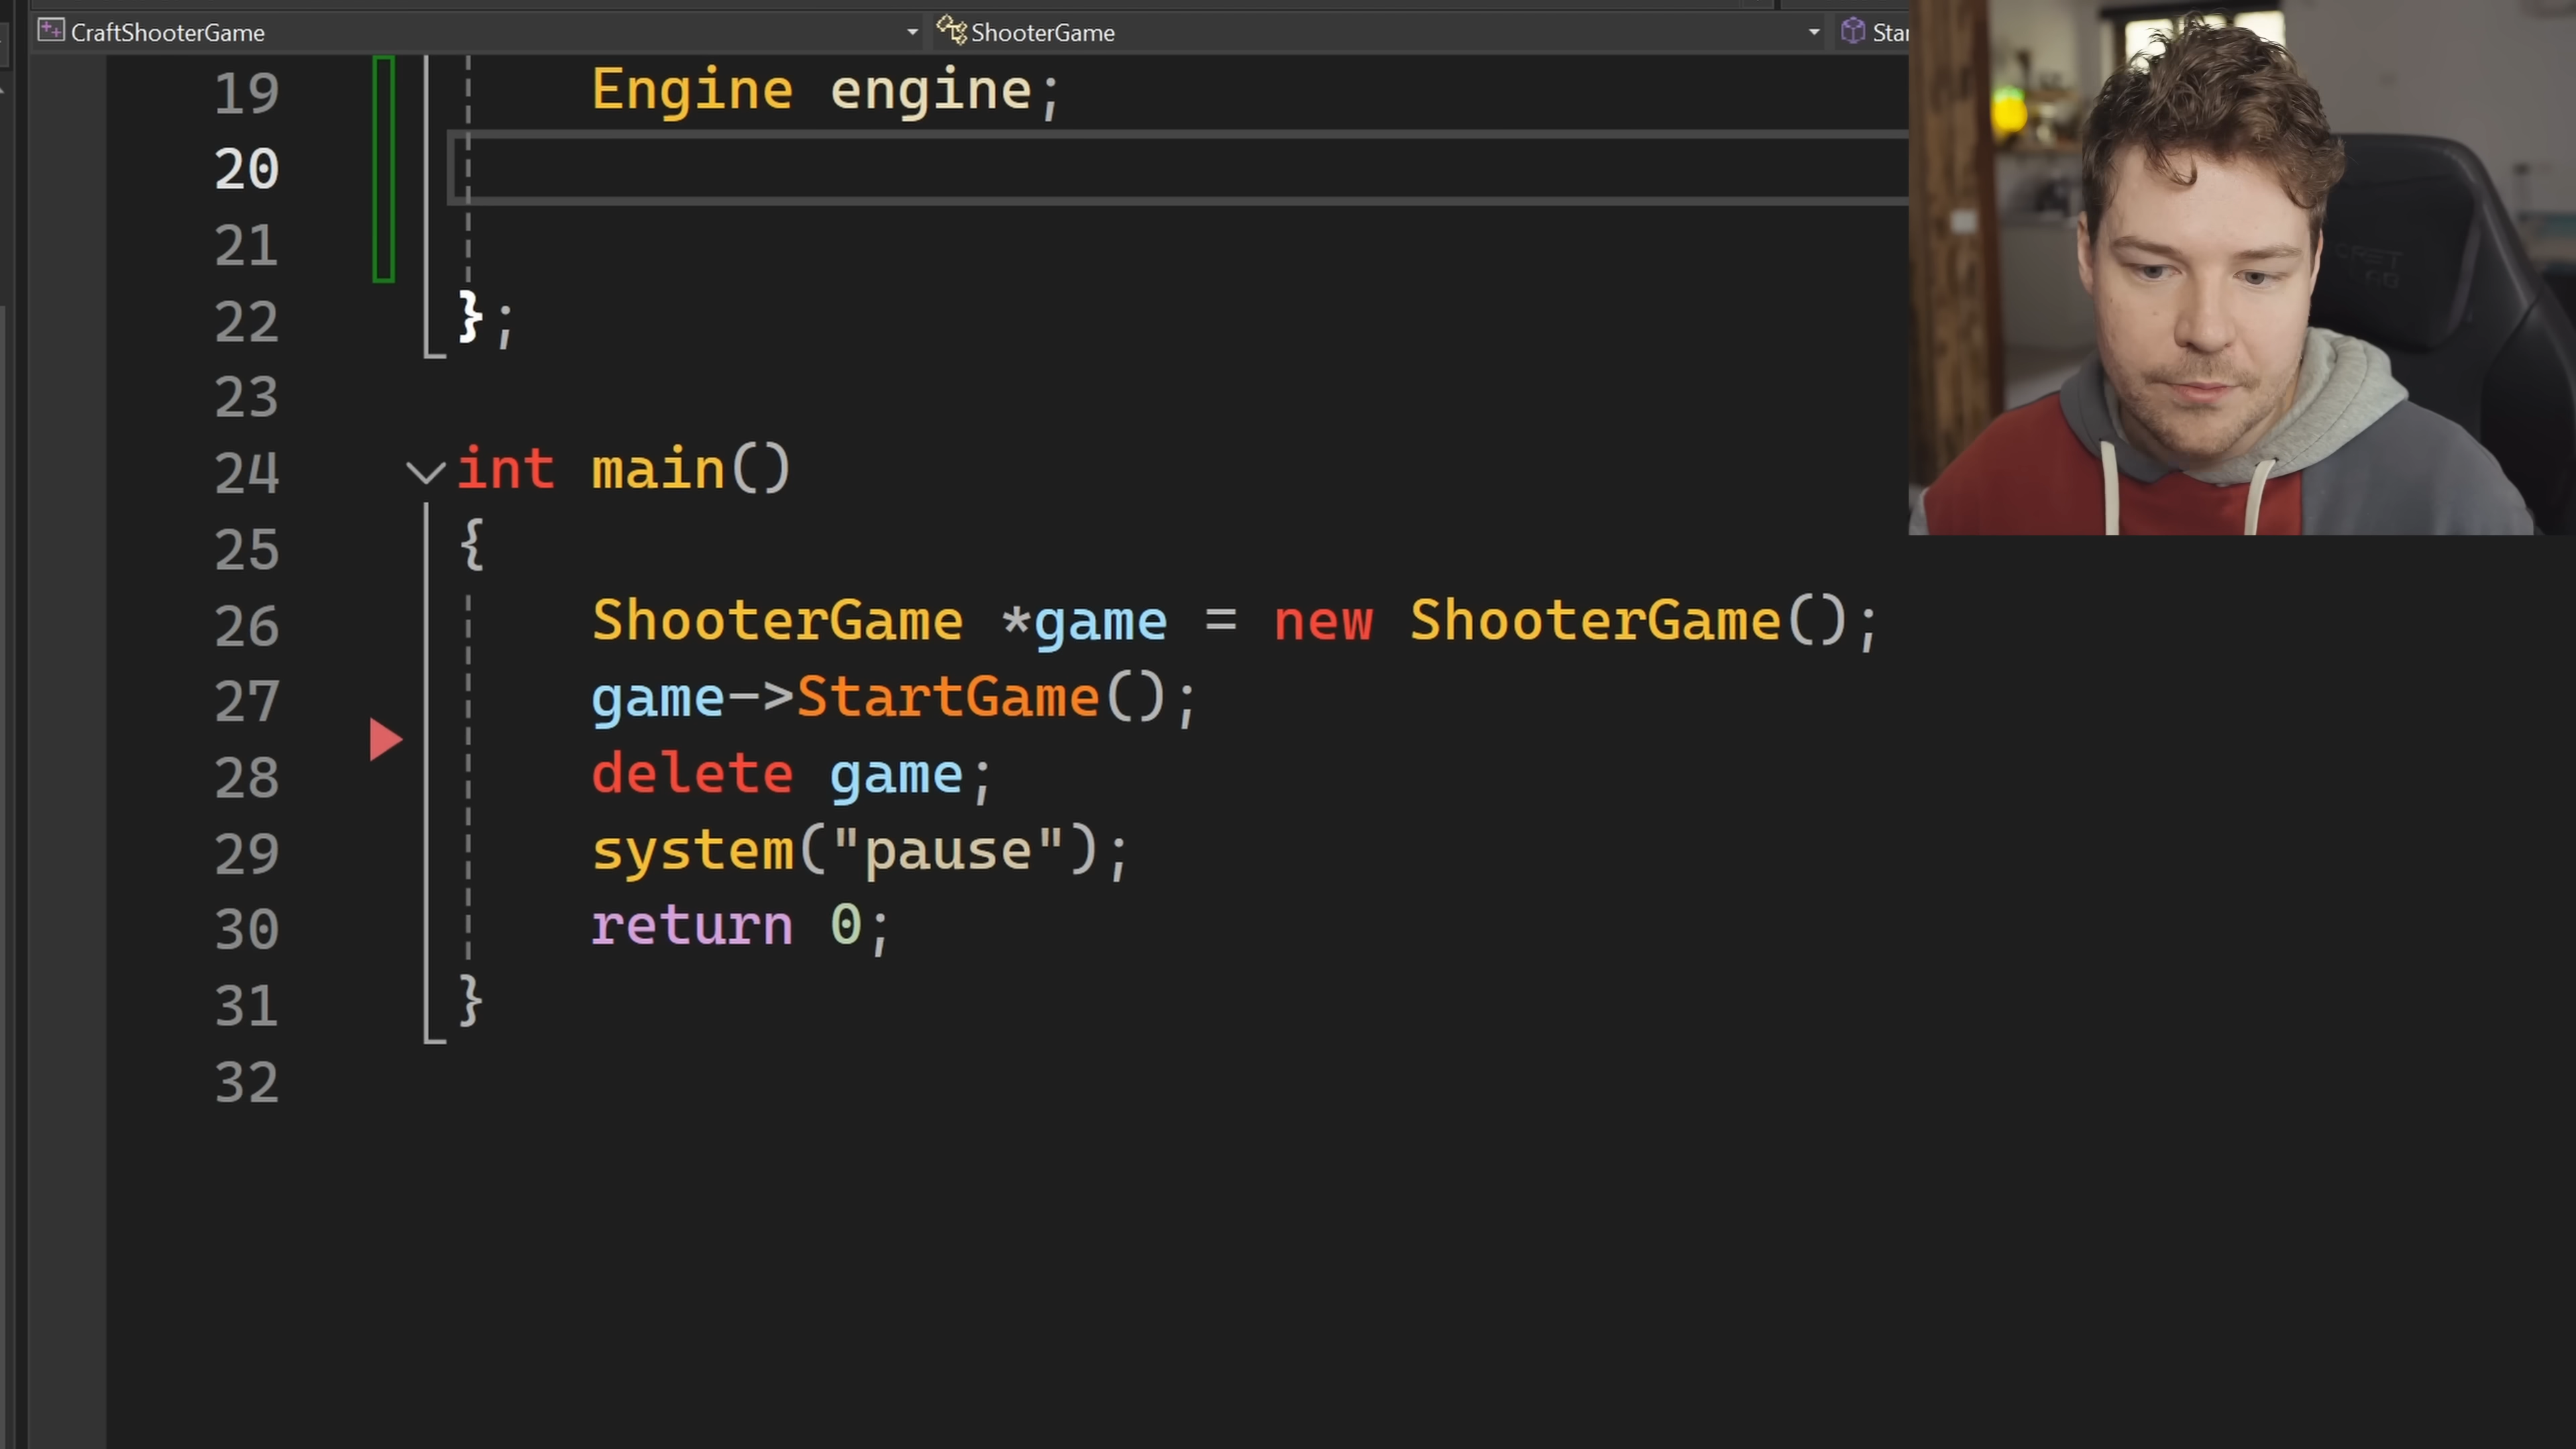 CraftShooterGame ShooterGame Star
19 Engine engine;
20
21
22 };
23
24 int main()
25 {
26 ShooterGame *game = new ShooterGame();
27 game->StartGame();
28 delete game;
29 system("pause");
30 return 0;
31 }
32